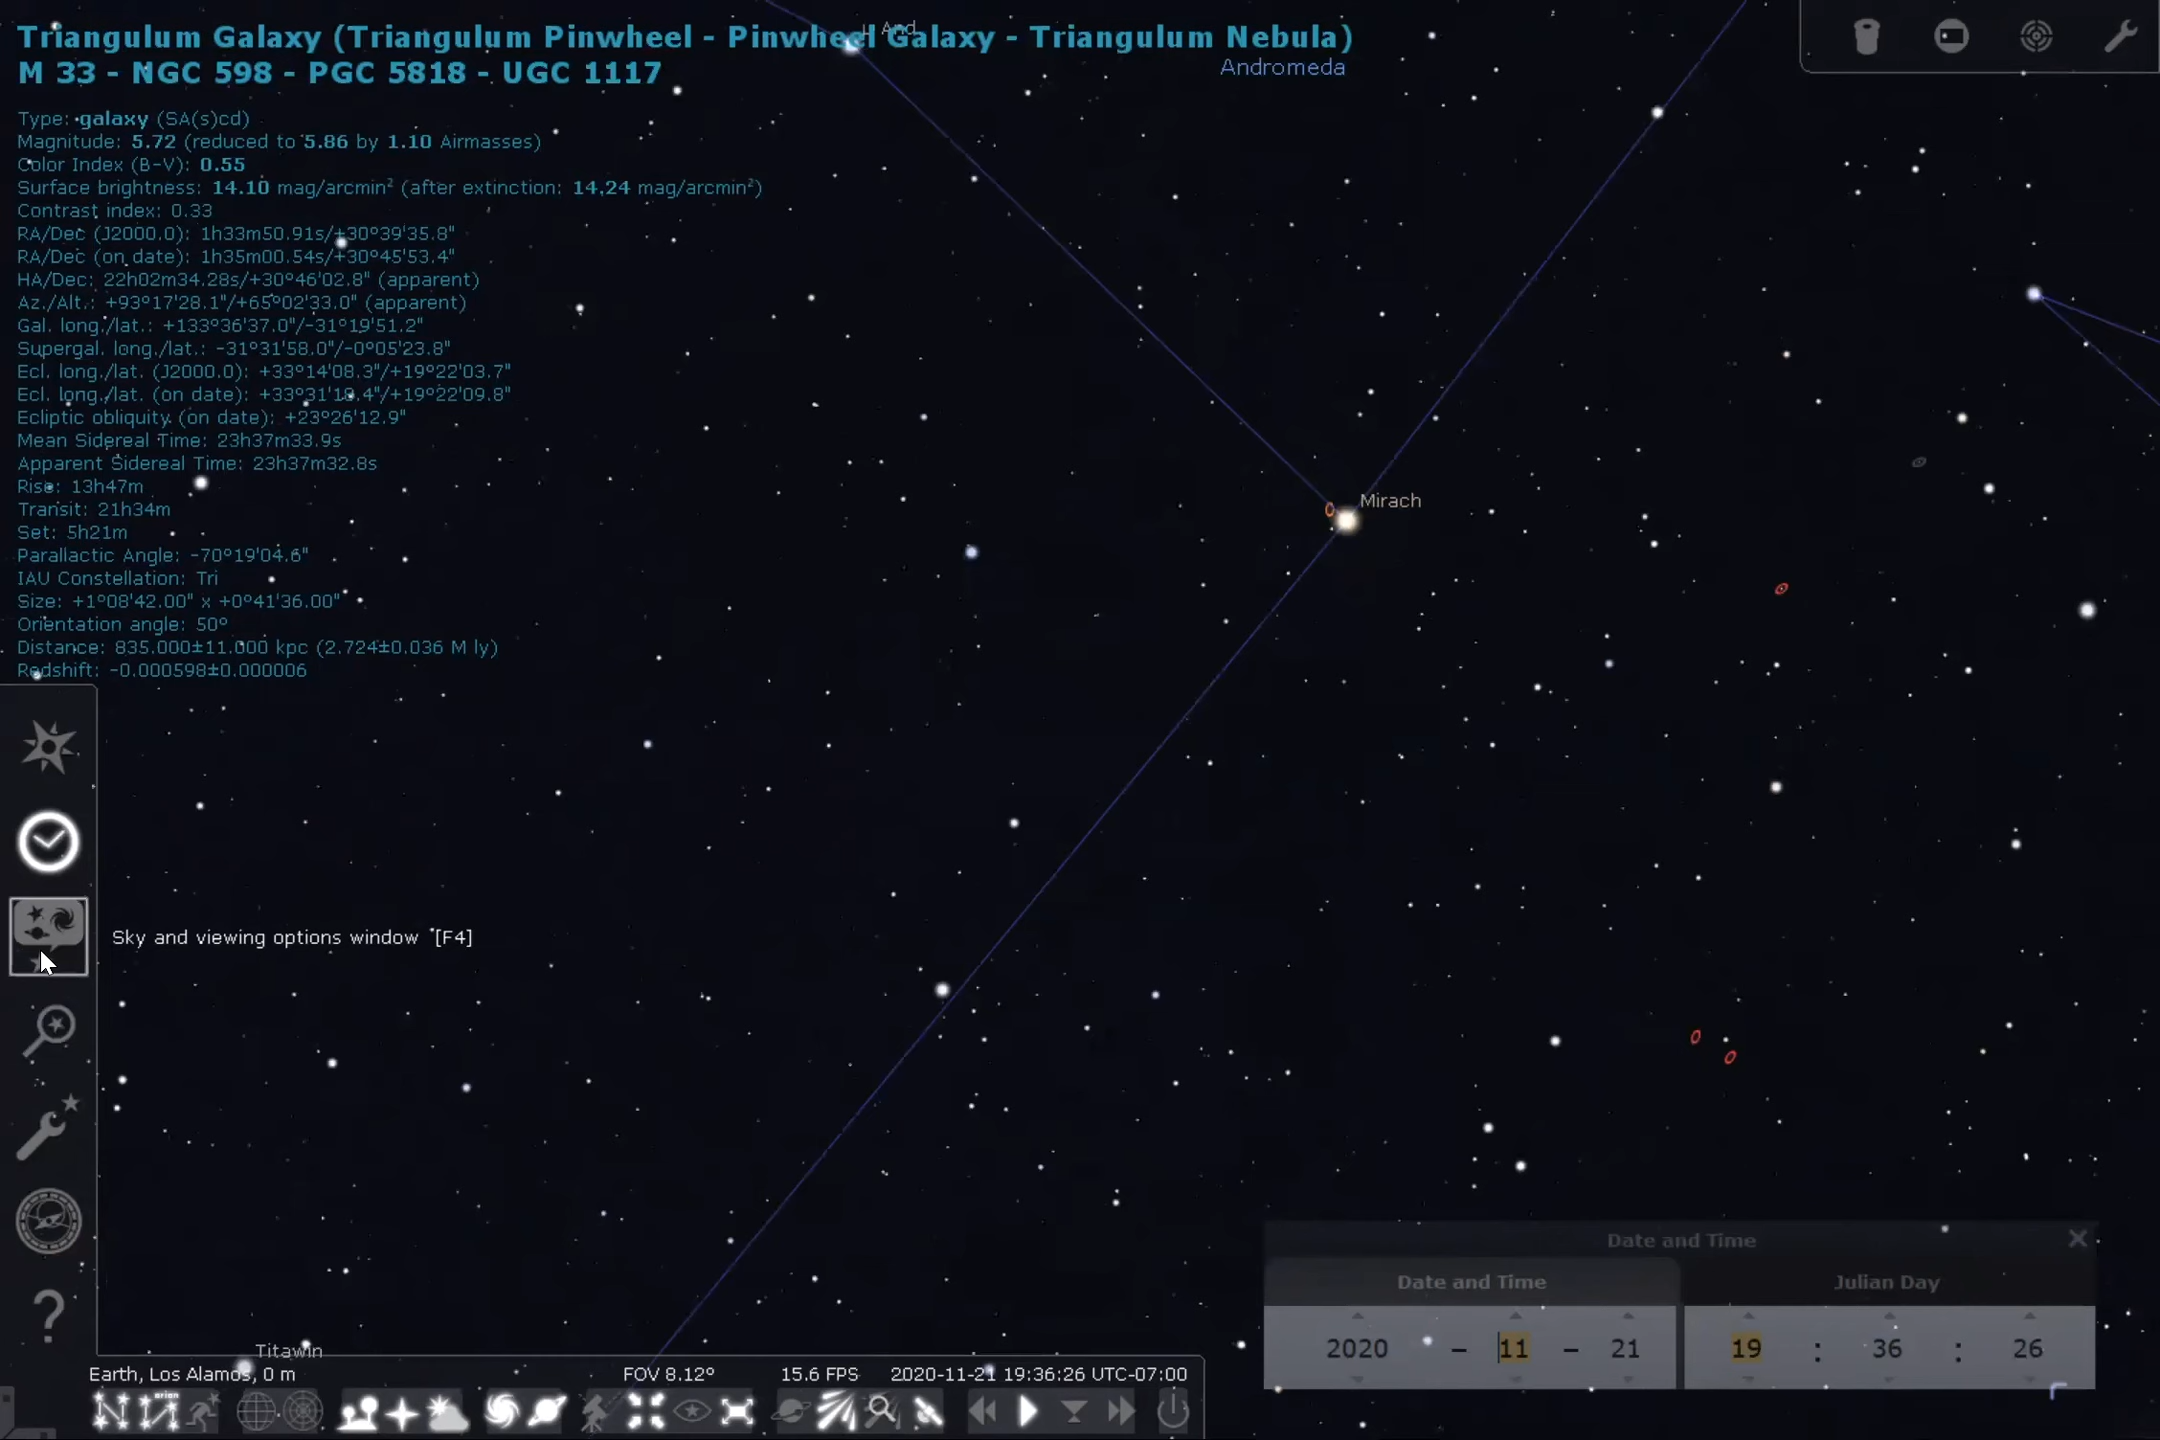 Triangulum Galaxy (Triangulum Pinwheel - Pinwheel Galaxy - Triangulum Nebula)
M 33 - NGC 598 - PGC 5818 - UGC 1117
And
Andromeda
Type: galaxy (SA(s)cd)
Magnitude: 5.72 (reduced to 5.86 by 1.10 Airmasses)
Color Index (B-V): 0.55
Surface brightness: 14.10 mag/arcmin² (after extinction: 14.24 mag/arcmin²)
Contrast index: 0.33
RA/Dec (J2000.0): 1h33m50.91s/+30°39'35.8"
RA/Dec (on date): 1h35m00.54s/+30°45'53.4"
HA/Dec: 22h02m34.28s/+30°46'02.8" (apparent)
Az./Alt.: +93°17'28.1"/+65°02'33.0" (apparent)
Gal. long./lat.: +133°36'37.0"/-31°19'51.2"
Supergal. long./lat.: -31°31'58.0"/-0°05'23.8"
Ecl. long./lat. (J2000.0): +33°14'08.3"/+19°22'03.7"
Ecl. long./lat. (on date): +33°31'18.4"/+19°22'09.8"
Ecliptic obliquity (on date): +23°26'12.9"
Mean Sidereal Time: 23h37m33.9s
Apparent Sidereal Time: 23h37m32.8s
Rise: 13h47m
Transit: 21h34m
Set: 5h21m
Parallactic Angle: -70°19'04.6"
IAU Constellation: Tri
Size: +1°08'42.00" x +0°41'36.00"
Orientation angle: 50°
Distance: 835.000±11.000 kpc (2.724±0.036 M ly)
Redshift: -0.000598±0.000006
Mirach
Sky and viewing options window [F4]
Titawin
Earth, Los Alamos, 0 m FOV 8.12° 15.6 FPS 2020-11-21 19:36:26 UTC-07:00
Date and Time
Date and Time Julian Day
2020 - 11 - 21 19 : 36 : 26